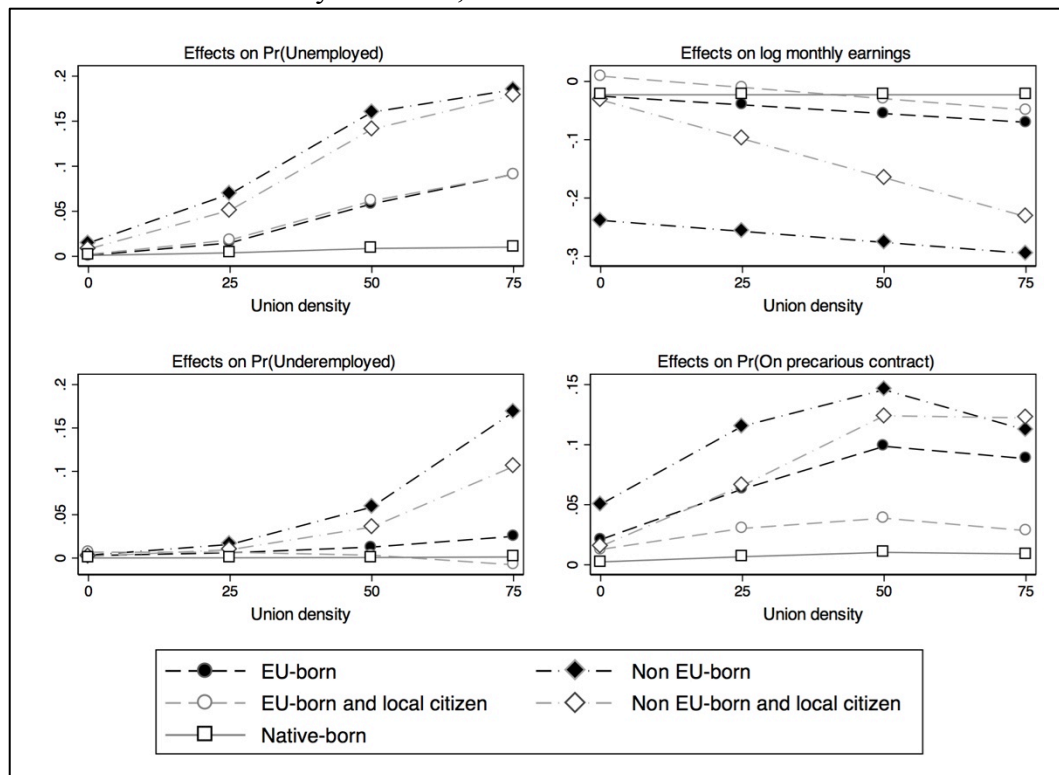 Effects on Pr(Unemployed)
.2
.15
.1
.05
0
0 25 50 75
Union density
Effects on log monthly earnings
0
-.1
-.2
-.3
0 25 50 75
Union density
Effects on Pr(Underemployed)
.2
.15
.1
.05
0
0 25 50 75
Union density
Effects on Pr(On precarious contract)
.15
.1
.05
0
0 25 50 75
Union density
EU-born
Non EU-born
EU-born and local citizen
Non EU-born and local citizen
Native-born